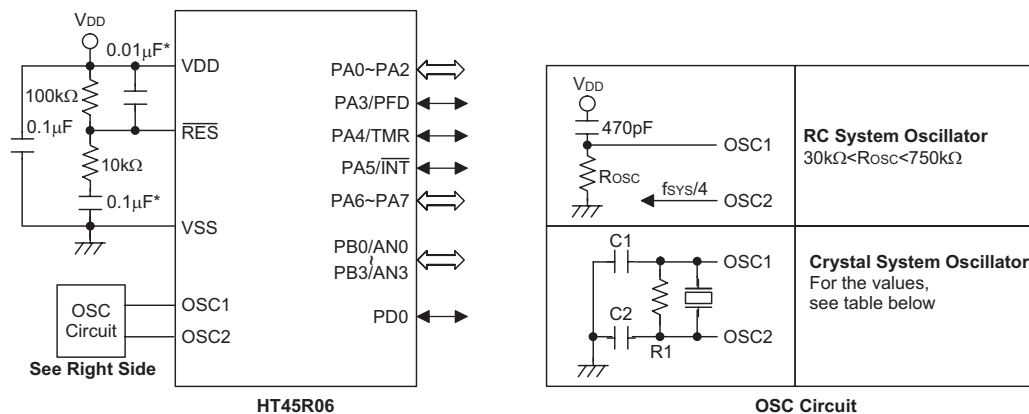 VDD
0.01μF*
VDD
100kΩ
0.1μF
RES
10kΩ
0.1μF*
VSS
OSC
Circuit
OSC1
OSC2
See Right Side
PA0~PA2
PA3/PFD
PA4/TMR
PA5/INT
PA6~PA7
PB0/AN0
~
PB3/AN3
PD0
HT45R06
VDD
470pF
OSC1
ROSC
fSYS/4
OSC2
RC System Oscillator
30kΩ<ROSC<750kΩ
C1
OSC1
C2
R1
OSC2
Crystal System Oscillator
For the values,
see table below
OSC Circuit